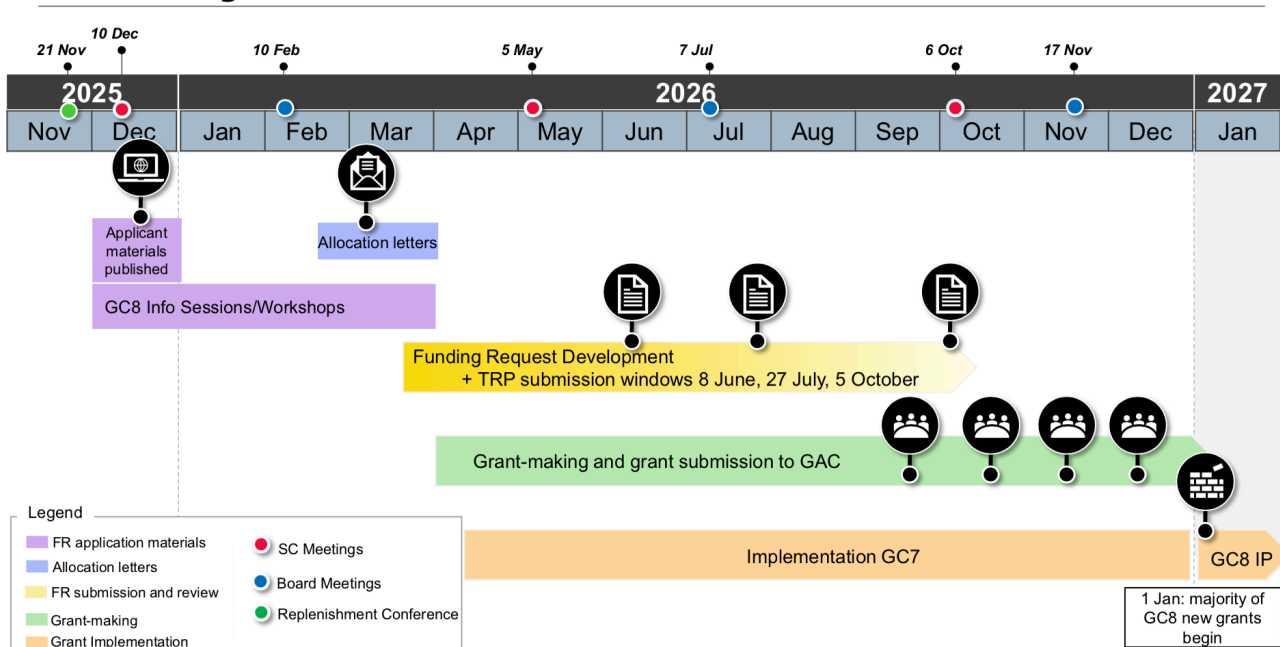 10 Dec
21 Nov
10 Feb
5 May
7 Jul
6 Oct
17 Nov
2025
2026
2027
Nov
Dec
Jan
Feb
Mar
Apr
May
Jun
Jul
Aug
Sep
Oct
Nov
Dec
Jan
Applicant
materials
published
Allocation letters
GC8 Info Sessions/Workshops
Funding Request Development
+ TRP submission windows 8 June, 27 July, 5 October
Grant-making and grant submission to GAC
Implementation GC7
GC8 IP
1 Jan: majority of
GC8 new grants
begin
Legend
FR application materials
Allocation letters
FR submission and review
Grant-making
Grant Implementation
SC Meetings
Board Meetings
Replenishment Conference